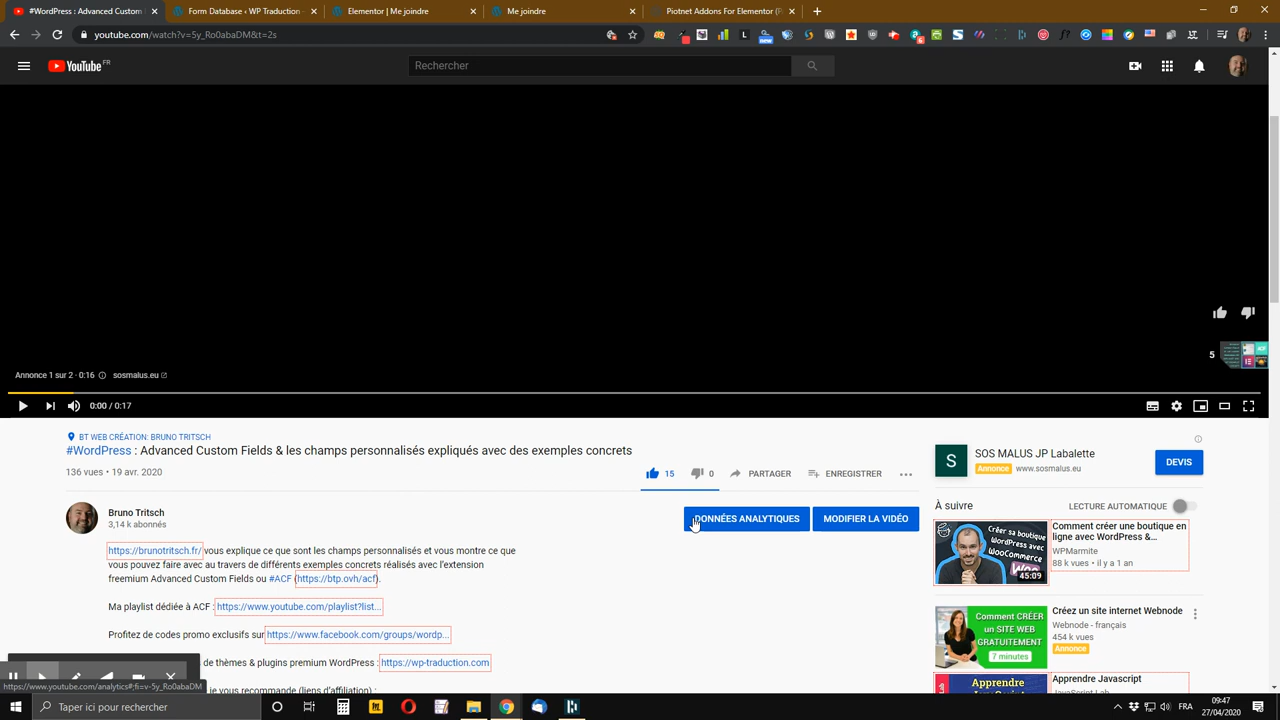 #WordPress : Advanced Custom
Form Database ‹ WP Traduction
Elementor | Me joindre
Me joindre
Piotnet Addons For Elementor (F
youtube.com/watch?v=5y_Ro0abaDM&t=2s
YouTube FR
Rechercher
5
Annonce 1 sur 2 · 0:16
sosmalus.eu
0:00 / 0:17
BT WEB CRÉATION: BRUNO TRITSCH
#WordPress : Advanced Custom Fields & les champs personnalisés expliqués avec des exemples concrets
136 vues • 19 avr. 2020
15
0
PARTAGER
ENREGISTRER
Bruno Tritsch
3,14 k abonnés
DONNÉES ANALYTIQUES
MODIFIER LA VIDÉO
https://brunotritsch.fr/ vous explique ce que sont les champs personnalisés et vous montre ce que
vous pouvez faire avec au travers de différents exemples concrets réalisés avec l'extension
freemium Advanced Custom Fields ou #ACF (https://btp.ovh/acf).
Ma playlist dédiée à ACF : https://www.youtube.com/playlist?list...
Profitez de codes promo exclusifs sur https://www.facebook.com/groups/wordp...
de thèmes & plugins premium WordPress : https://wp-traduction.com
je vous recommande (liens d'affiliation) :
S
SOS MALUS JP Labalette
Annonce www.sosmalus.eu
DEVIS
À suivre
LECTURE AUTOMATIQUE
Créer sa boutique
en ligne avec
WordPress avec
WooCommerce
Woo
45:09
Comment créer une boutique en
ligne avec WordPress &...
WPMarmite
88 k vues • il y a 1 an
Comment CRÉER
un SITE WEB
GRATUITEMENT
7 minutes
Créez un site internet Webnode
Webnode - français
454 k vues
Annonce
Apprendre
Apprendre Javascript
JavaScript Lab
https://www.youtube.com/analytics#;fi=v-5y_Ro0abaDM
Taper ici pour rechercher
FRA
09:47
27/04/2020